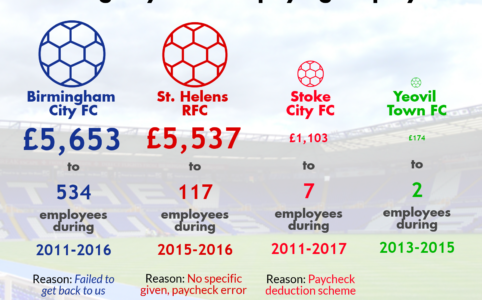 Birmingham
City FC
£5,653
to
534
employees
during
2011-2016
Reason: Failed to
get back to us
St. Helens
RFC
£5,537
to
117
employees
during
2015-2016
Reason: No specific
given, paycheck error
Stoke
City FC
£1,103
to
7
employees
during
2011-2017
Reason: Paycheck
deduction scheme
Yeovil
Town FC
£174
to
2
employees
during
2013-2015